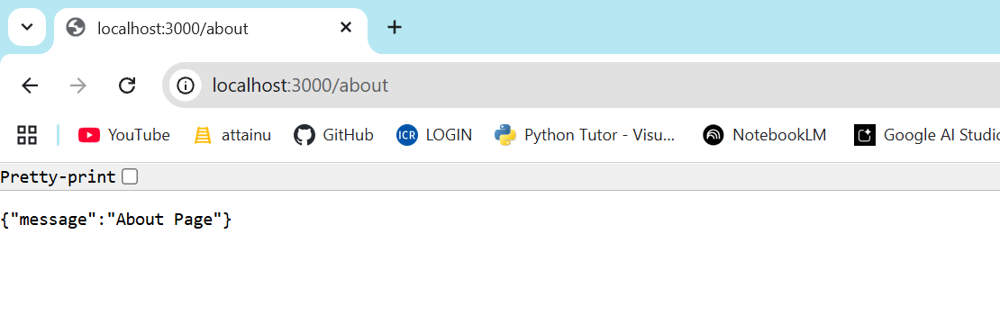 localhost:3000/about
localhost:3000/about
YouTube attainu GitHub ICR LOGIN Python Tutor - Visu... NotebookLM Google AI Studio
Pretty-print
{"message":"About Page"}